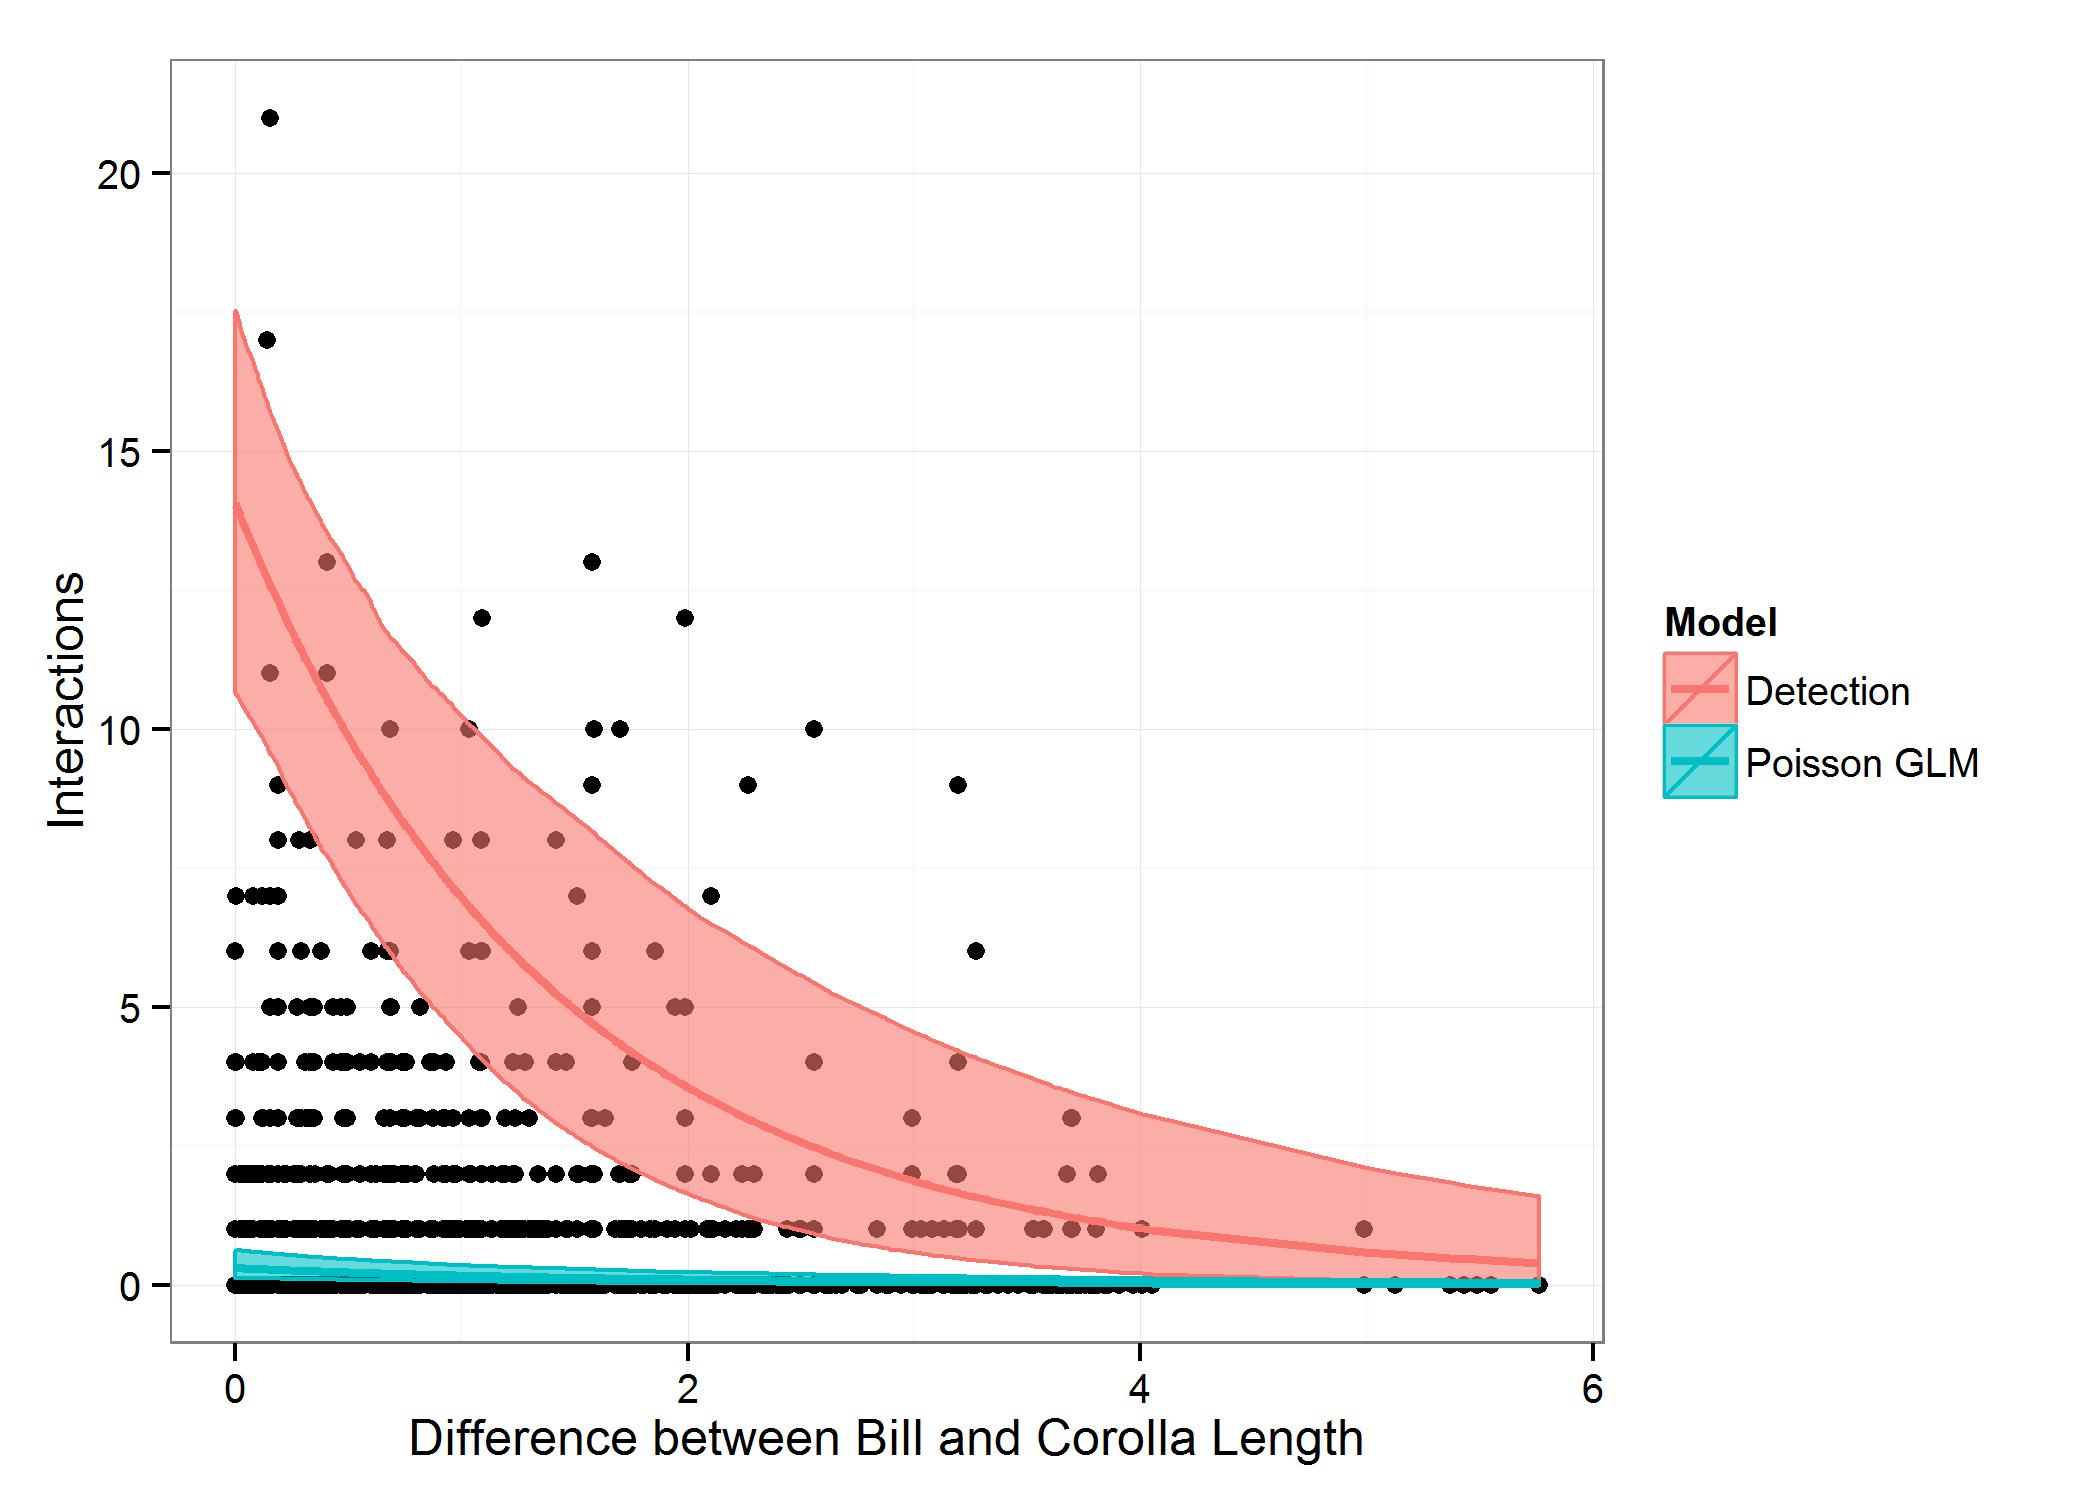 20
15
10
5
0
Interactions
0 2 4 6
Difference between Bill and Corolla Length
Model
Detection
Poisson GLM